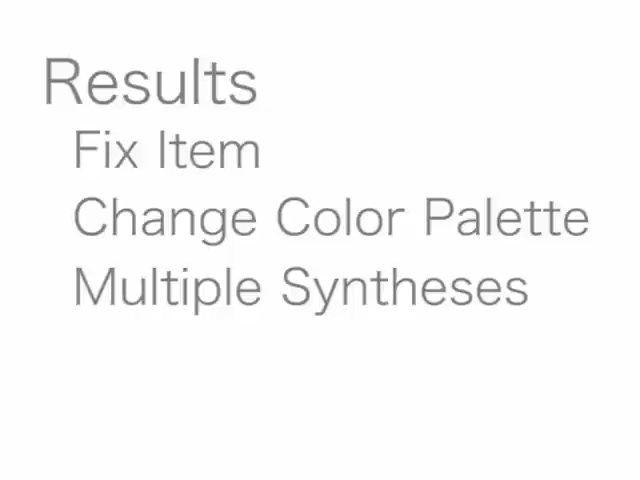 Results
Fix Item
Change Color Palette
Multiple Syntheses